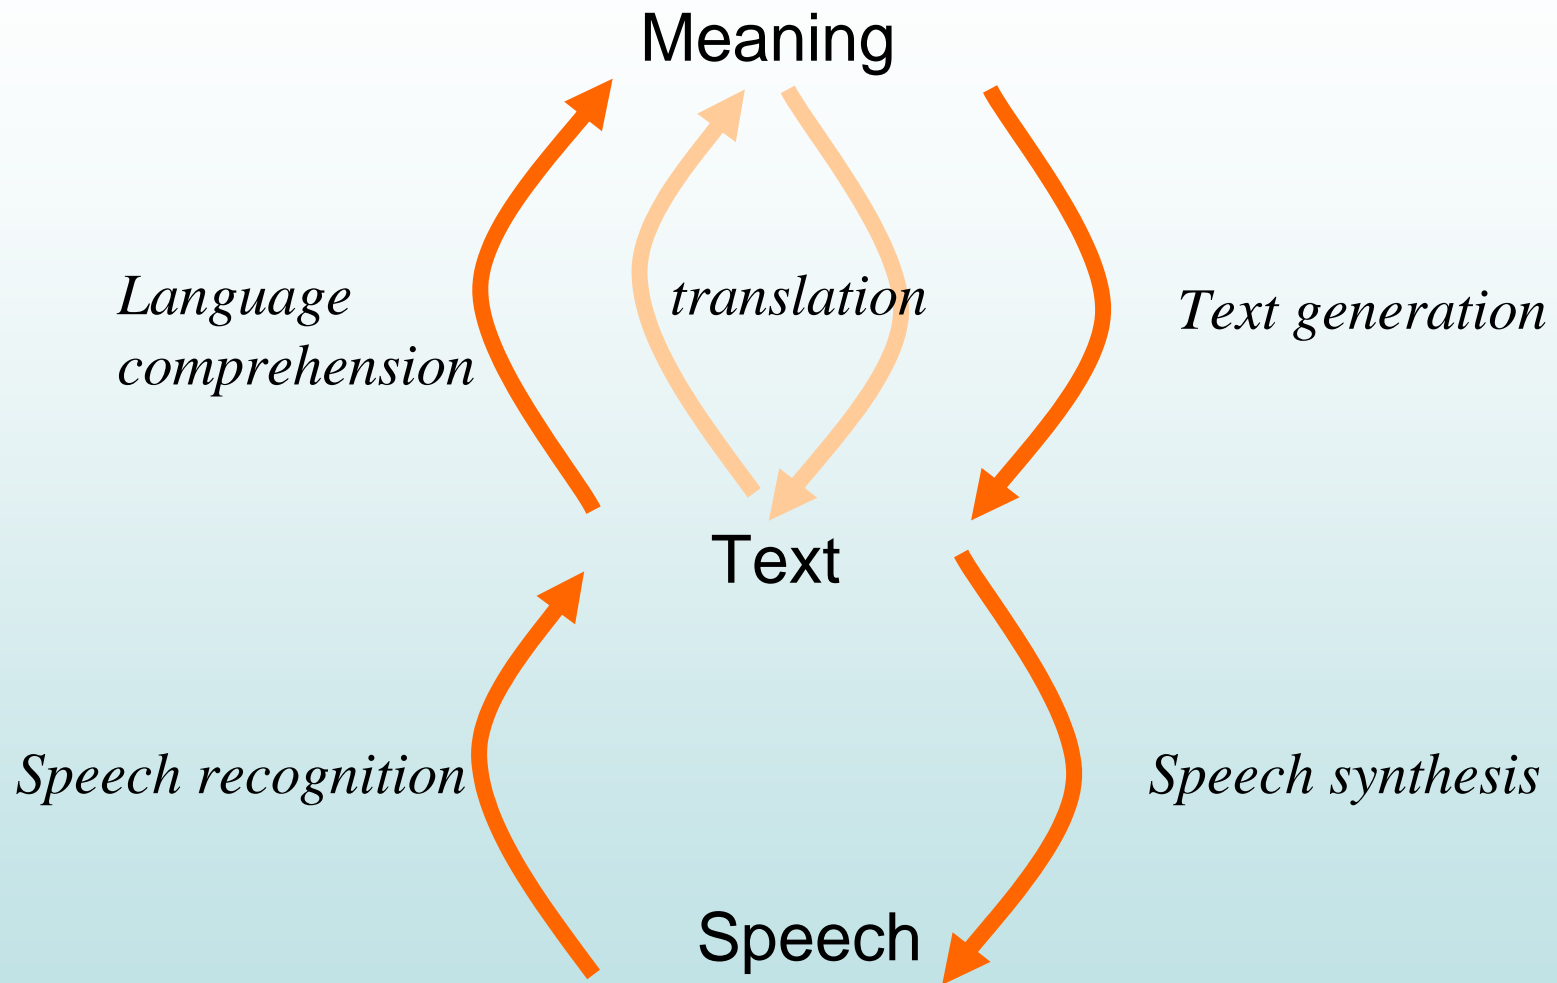 Meaning
Language
comprehension
translation
Text generation
Text
Speech recognition
Speech synthesis
Speech